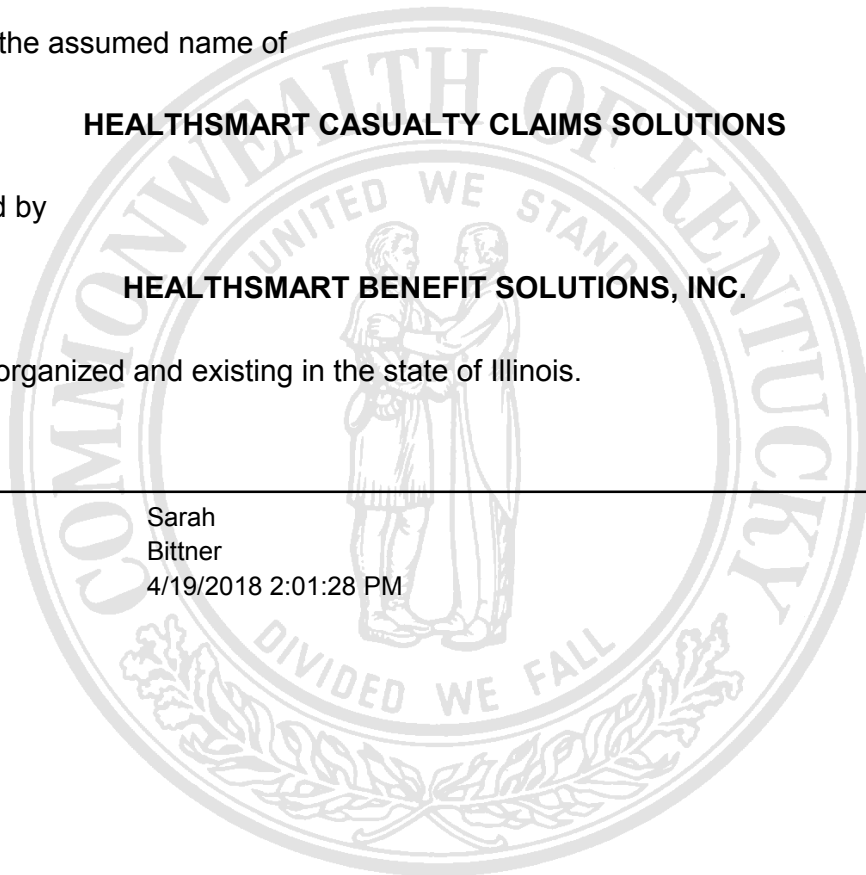 the assumed name of
HEALTHSMART CASUALTY CLAIMS SOLUTIONS
d by
HEALTHSMART BENEFIT SOLUTIONS, INC.
organized and existing in the state of Illinois.
Sarah
Bittner
4/19/2018 2:01:28 PM
COMMONWEALTH OF KENTUCKY
UNITED WE STAND
DIVIDED WE FALL